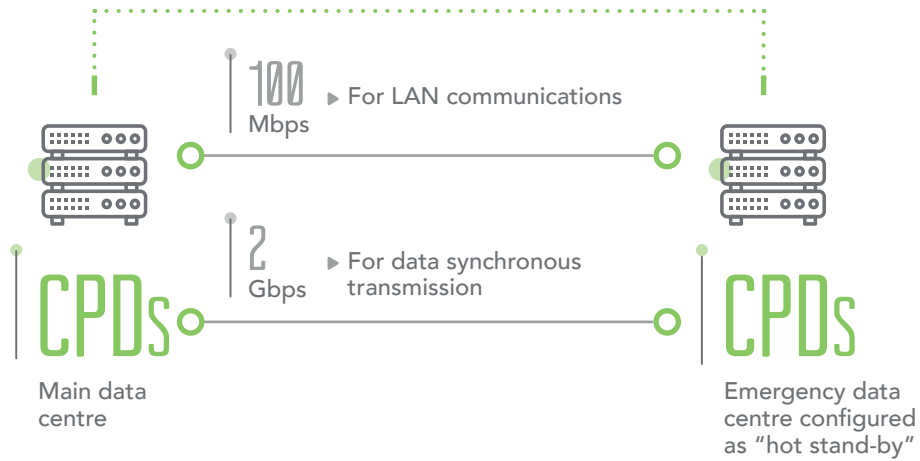 100
Mbps
For LAN communications
2
Gbps
For data synchronous
transmission
CPDs
Main data
centre
CPDs
Emergency data
centre configured
as “hot stand-by”